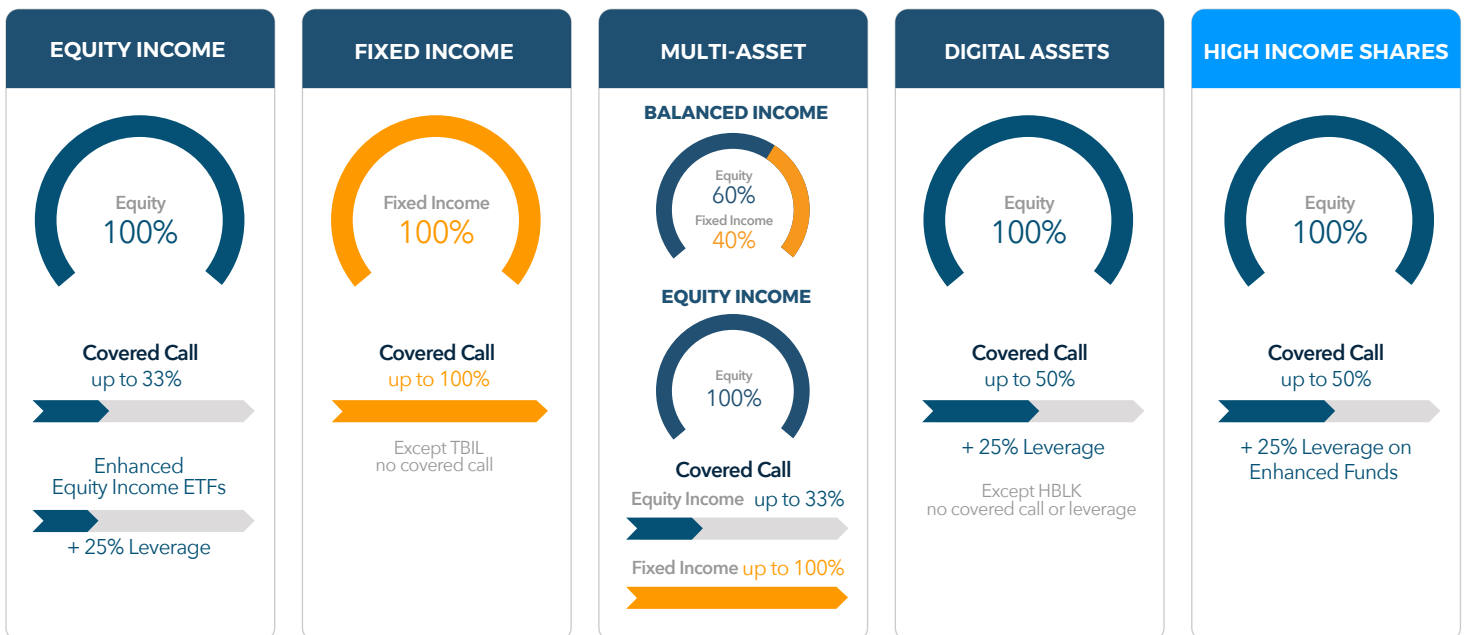 EQUITY INCOME
Equity
100%
Covered Call
up to 33%
Enhanced
Equity Income ETFs
+ 25% Leverage
FIXED INCOME
Fixed Income
100%
Covered Call
up to 100%
Except TBIL
no covered call
MULTI-ASSET
BALANCED INCOME
Equity
60%
Fixed Income
40%
EQUITY INCOME
Equity
100%
Covered Call
Equity Income up to 33%
Fixed Income up to 100%
DIGITAL ASSETS
Equity
100%
Covered Call
up to 50%
+ 25% Leverage
Except HBLK
no covered call or leverage
HIGH INCOME SHARES
Equity
100%
Covered Call
up to 50%
+ 25% Leverage on
Enhanced Funds